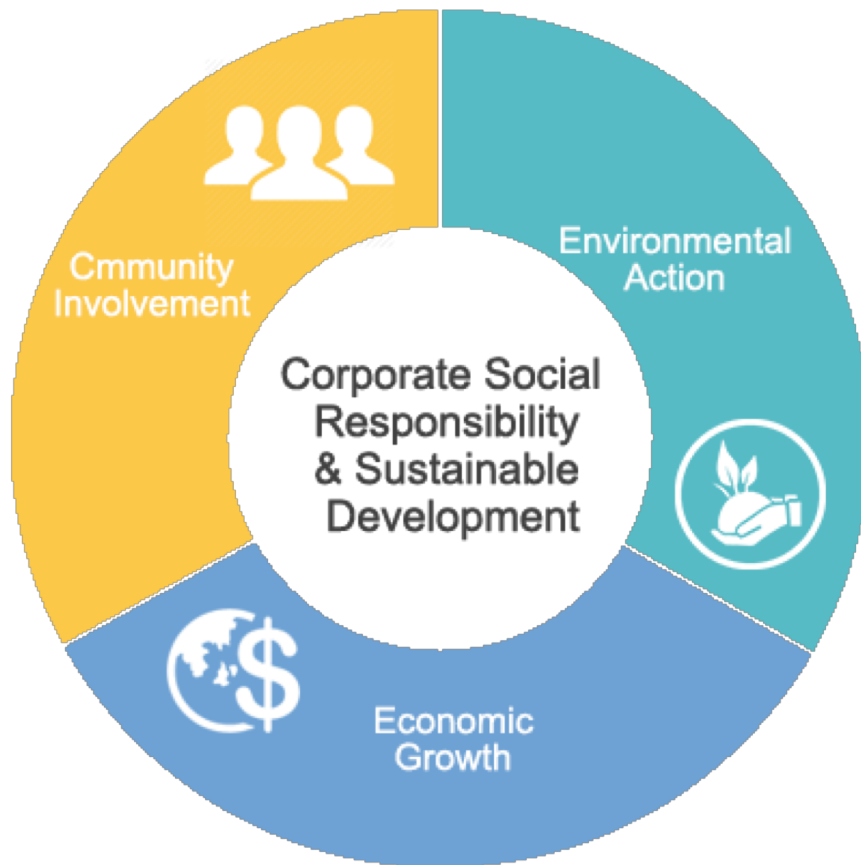 Cmmunity
Involvement
Environmental
Action
Corporate Social
Responsibility
& Sustainable
Development
$
Economic
Growth